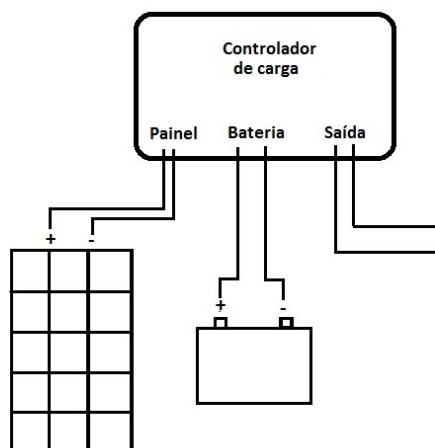 Controlador
de carga
Painel Bateria Saída
+ -
+ -